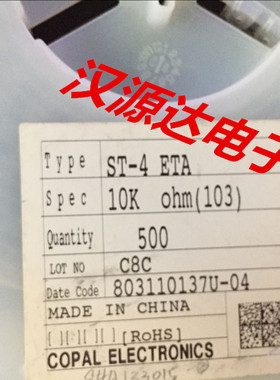 汉源达电子
Type ST-4 ETA
Spec 10K ohm(103)
Quantity 500
LOT NO C8C
Date Code 803110137U-04
MADE IN CHINA
[ ][ ][ ][ ][RoHS]
COPAL ELECTRONICS